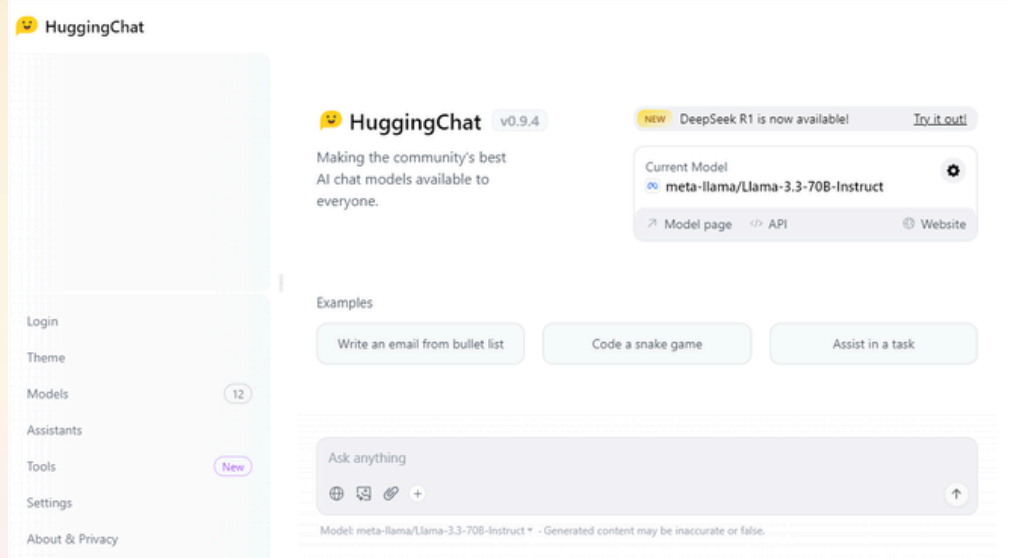 HuggingChat
Login
Theme
Models 12
Assistants
Tools New
Settings
About & Privacy
HuggingChat v0.9.4
Making the community's best
AI chat models available to
everyone.
NEW DeepSeek R1 is now available! Try it out!
Current Model
meta-llama/Llama-3.3-70B-Instruct
Model page </> API Website
Examples
Write an email from bullet list
Code a snake game
Assist in a task
Ask anything
Model: meta-llama/Llama-3.3-70B-Instruct · Generated content may be inaccurate or false.